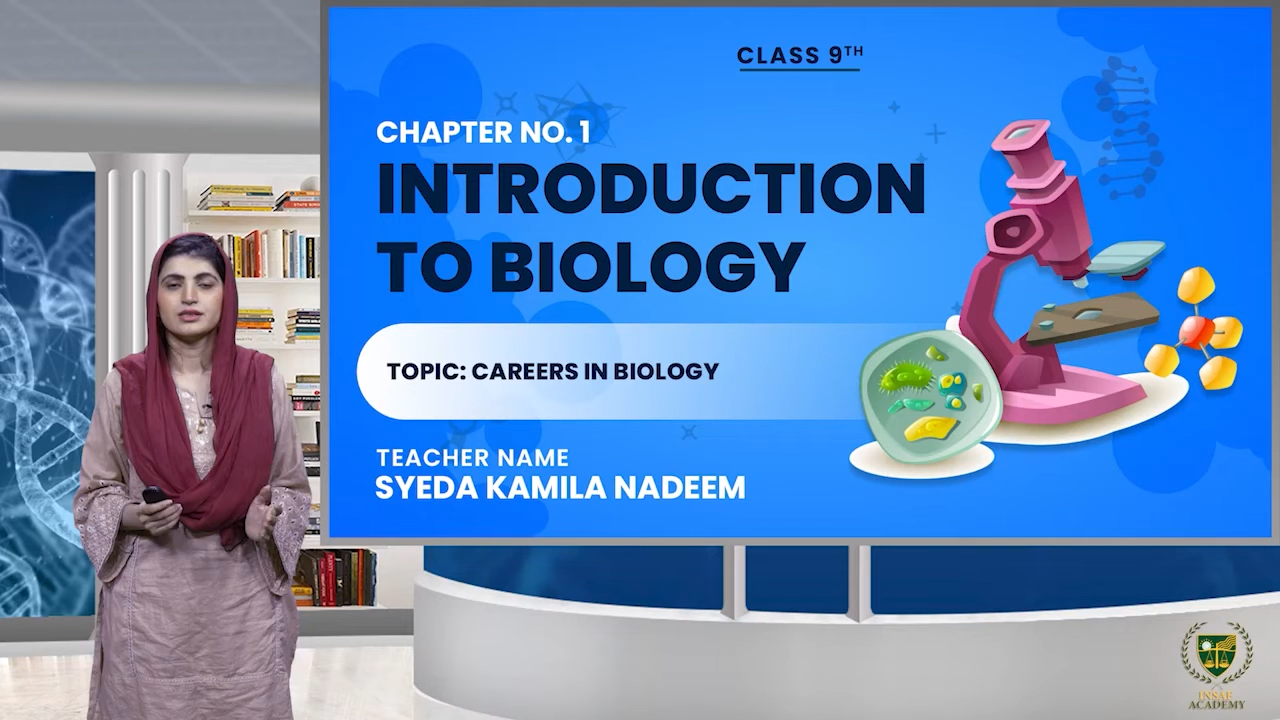 CLASS 9TH
CHAPTER NO. 1
INTRODUCTION
TO BIOLOGY
TOPIC: CAREERS IN BIOLOGY
TEACHER NAME
SYEDA KAMILA NADEEM
INSAF
ACADEMY